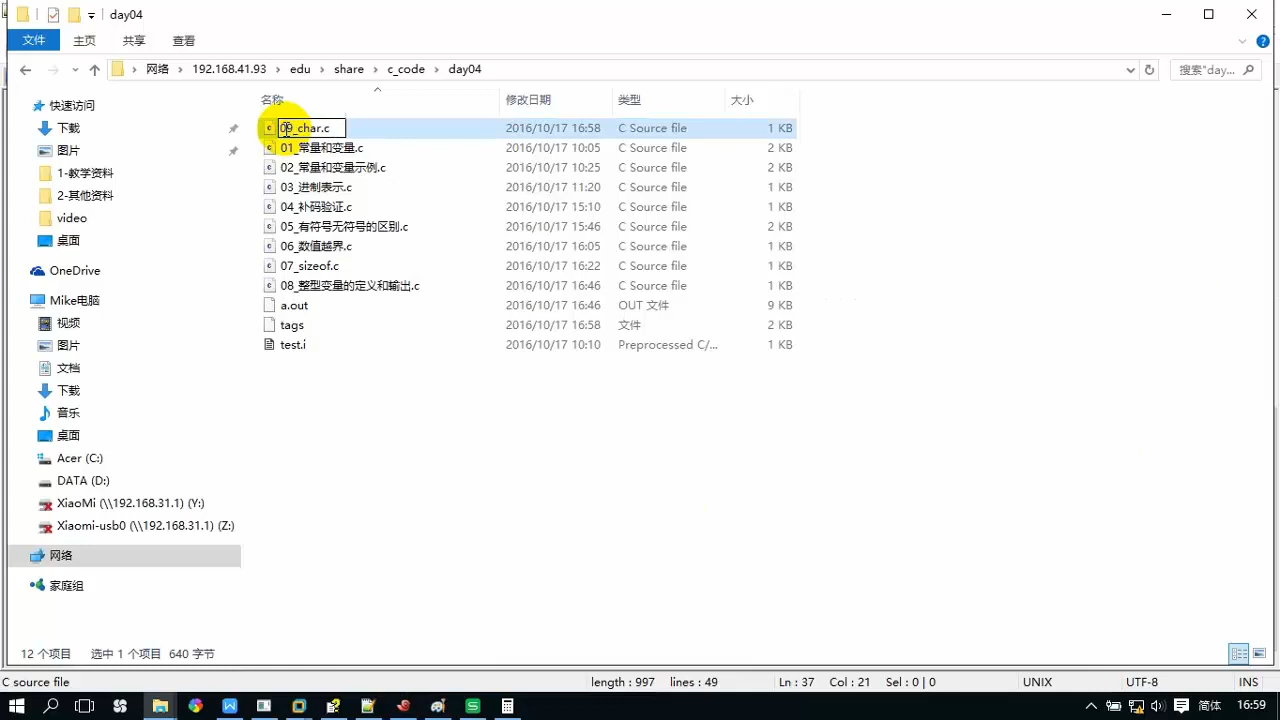 day04
文件 主页 共享 查看
网络 192.168.41.93 edu share c_code day04 搜索"day...
名称 修改日期 类型 大小
09_char.c 2016/10/17 16:58 C Source file 1 KB
01_常量和变量.c 2016/10/17 10:05 C Source file 2 KB
02_常量和变量示例.c 2016/10/17 10:25 C Source file 2 KB
03_进制表示.c 2016/10/17 11:20 C Source file 1 KB
04_补码验证.c 2016/10/17 15:10 C Source file 1 KB
05_有符号无符号的区别.c 2016/10/17 15:46 C Source file 2 KB
06_数值越界.c 2016/10/17 16:05 C Source file 1 KB
07_sizeof.c 2016/10/17 16:22 C Source file 1 KB
08_整型变量的定义和输出.c 2016/10/17 16:46 C Source file 1 KB
a.out 2016/10/17 16:46 OUT 文件 9 KB
tags 2016/10/17 16:58 文件 2 KB
test.i 2016/10/17 10:10 Preprocessed C/... 1 KB
快速访问
下载
图片
1-教学资料
2-其他资料
video
桌面
OneDrive
Mike电脑
视频
图片
文档
下载
音乐
桌面
Acer (C:)
DATA (D:)
XiaoMi (\\192.168.31.1) (Y:)
Xiaomi-usb0 (\\192.168.31.1) (Z:)
网络
家庭组
12 个项目 选中 1 个项目 640 字节
C source file length : 997 lines : 49 Ln : 37 Col : 21 Sel : 0 | 0 UNIX UTF-8 INS
简体 16:59